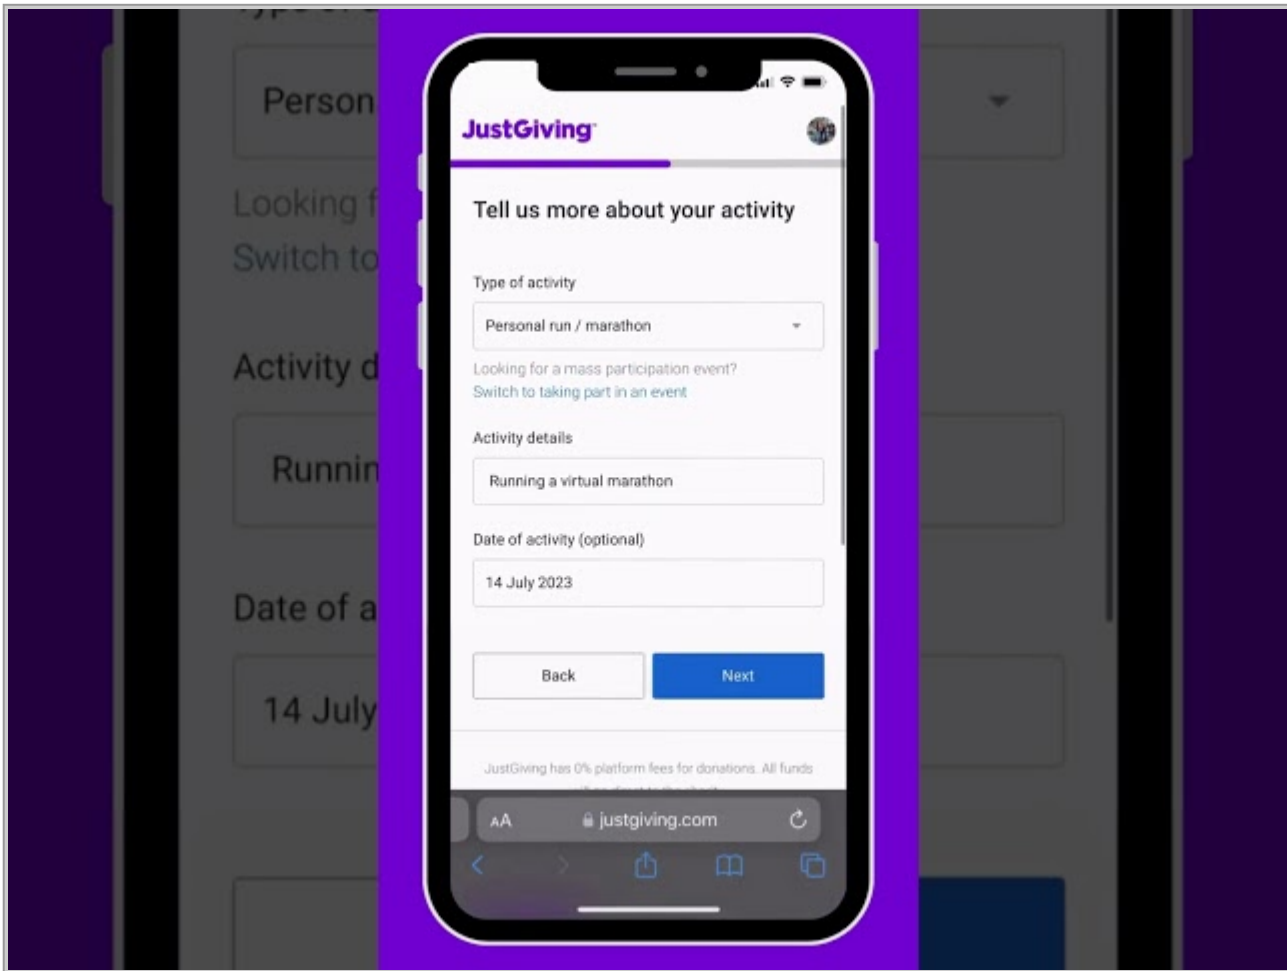 Person
Looking f
Switch to
Activity d
Runnin
Date of a
14 July
JustGiving
Tell us more about your activity
Type of activity
Personal run / marathon
Looking for a mass participation event?
Switch to taking part in an event
Activity details
Running a virtual marathon
Date of activity (optional)
14 July 2023
Back
Next
JustGiving has 0% platform fees for donations. All funds
AA
justgiving.com